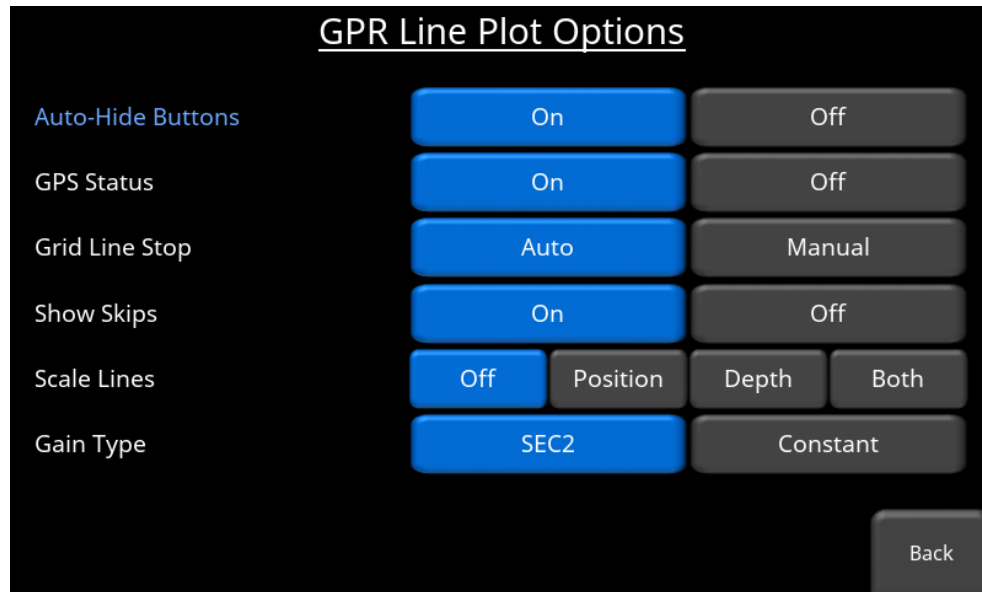 GPR Line Plot Options
Auto-Hide Buttons On Off
GPS Status On Off
Grid Line Stop Auto Manual
Show Skips On Off
Scale Lines Off Position Depth Both
Gain Type SEC2 Constant
Back